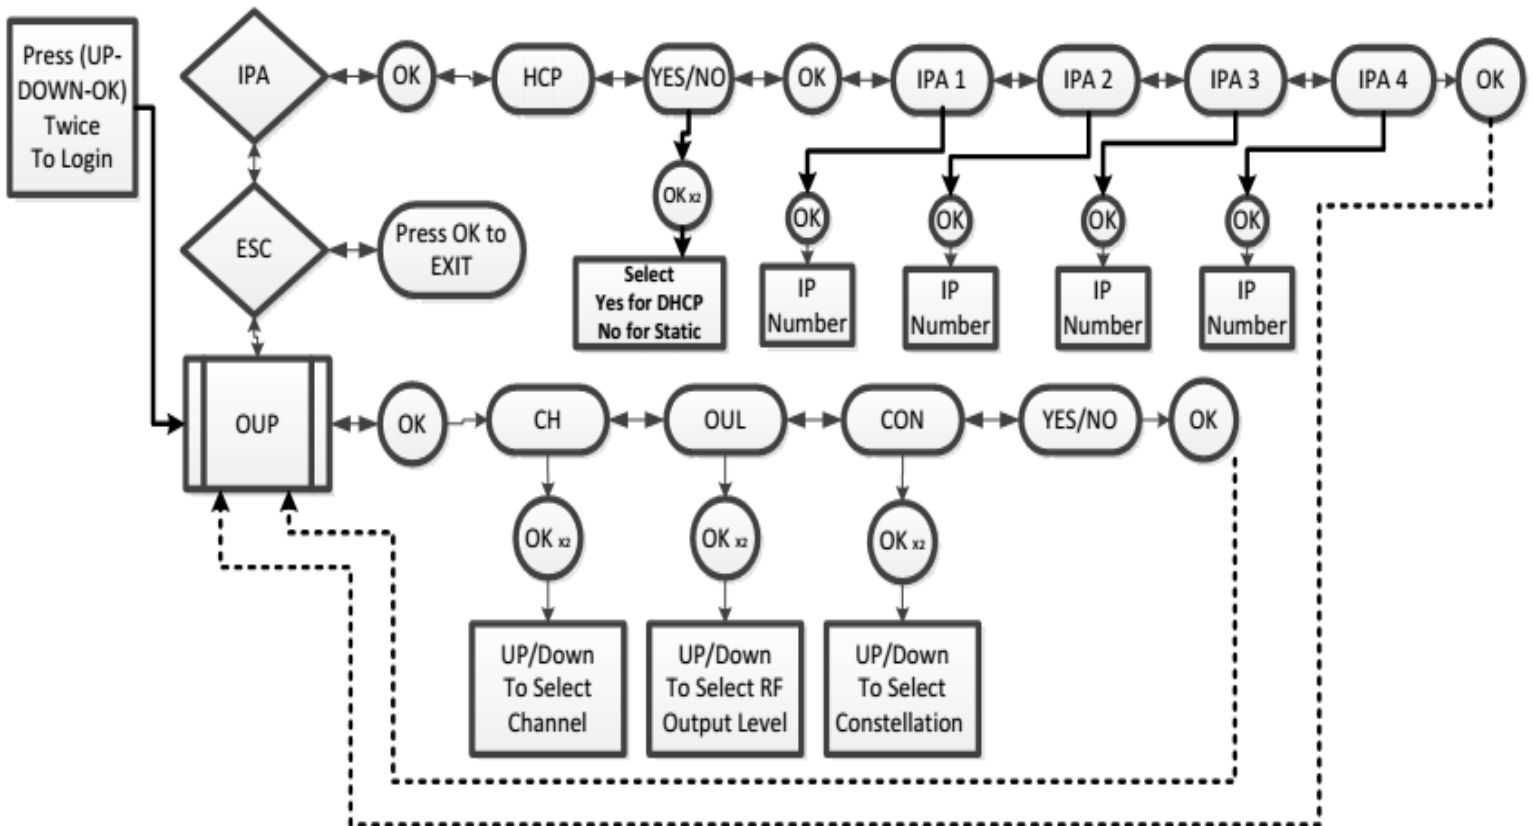 Press (UP-
DOWN-OK)
Twice
To Login
IPA
OK
HCP
YES/NO
OK
IPA 1
IPA 2
IPA 3
IPA 4
OK
OK x2
Select
Yes for DHCP
No for Static
OK
IP
Number
OK
IP
Number
OK
IP
Number
OK
IP
Number
ESC
Press OK to
EXIT
OUP
OK
CH
OUL
CON
YES/NO
OK
OK x2
UP/Down
To Select
Channel
OK x2
UP/Down
To Select RF
Output Level
OK x2
UP/Down
To Select
Constellation